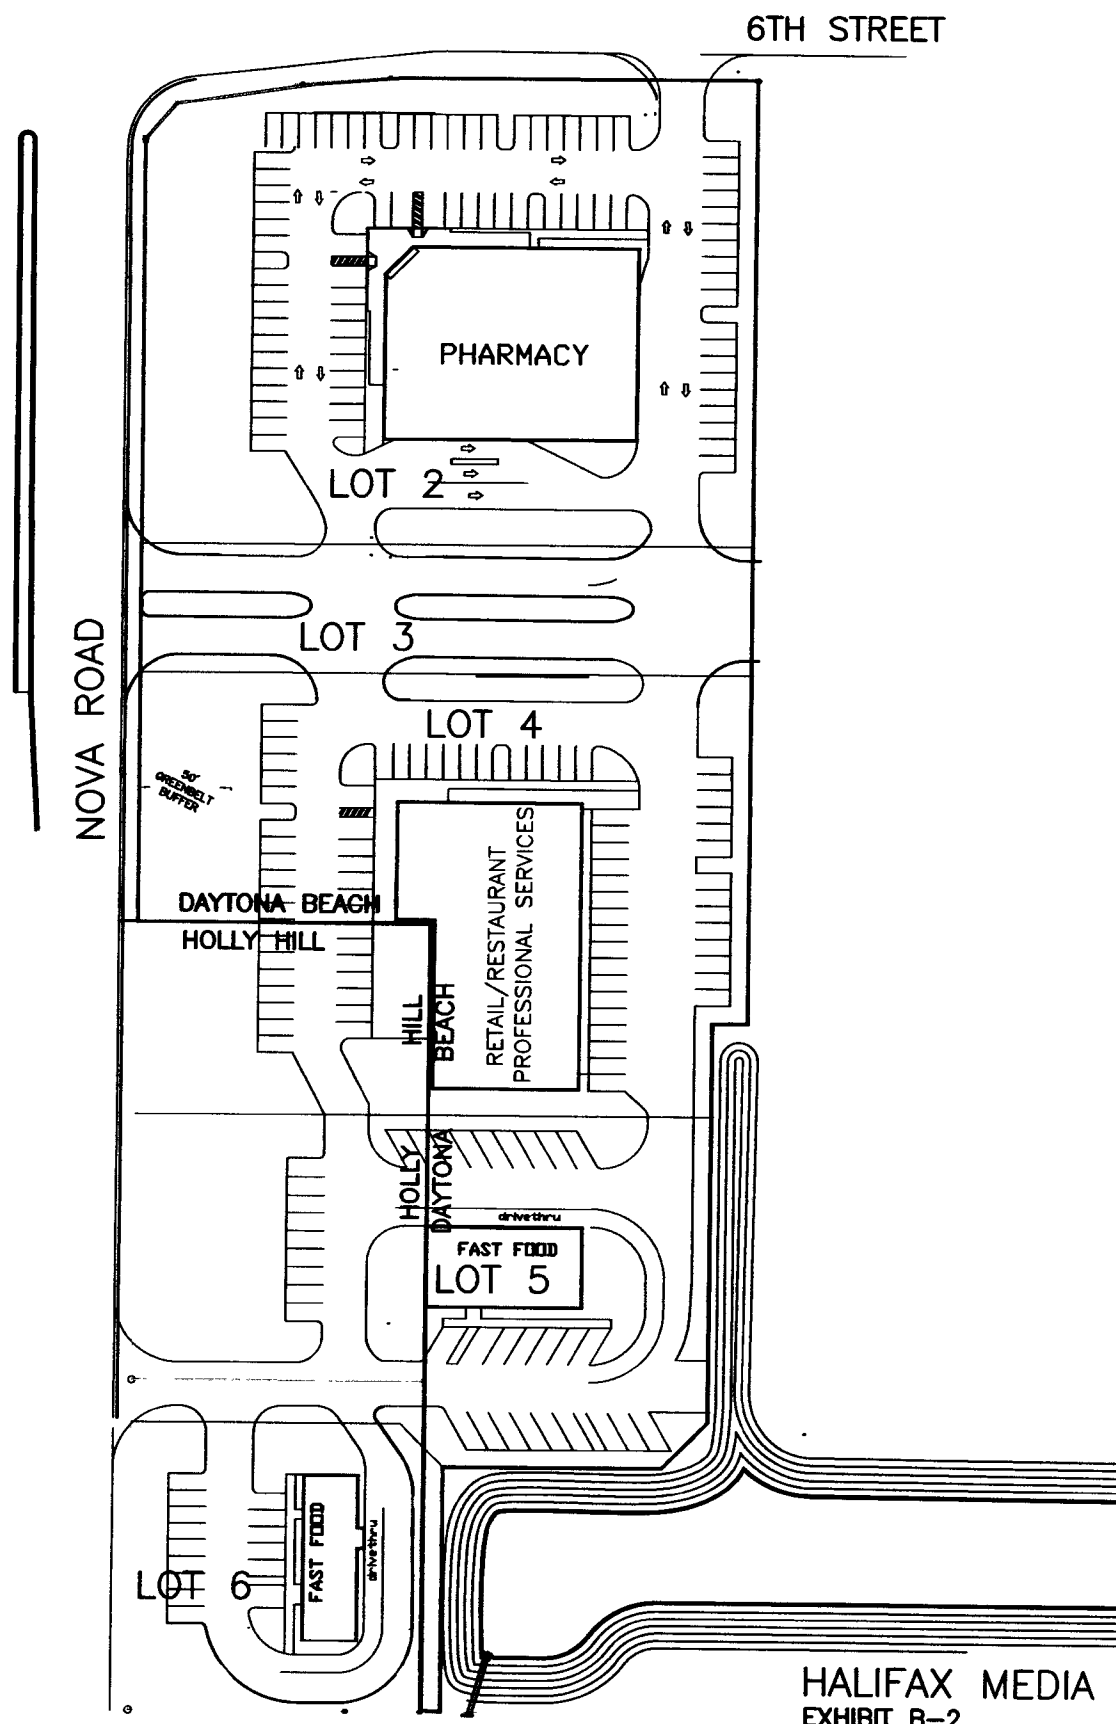 6TH STREET
PHARMACY
LOT 2
NOVA ROAD
LOT 3
LOT 4
50'
GREENBELT
BUFFER
RETAIL/RESTAURANT
PROFESSIONAL SERVICES
DAYTONA BEACH
HOLLY HILL
HOLLY HILL
DAYTONA BEACH
drivethru
FAST FOOD
LOT 5
FAST FOOD
drivethru
LOT 6
HALIFAX MEDIA
EXHIBIT B-2